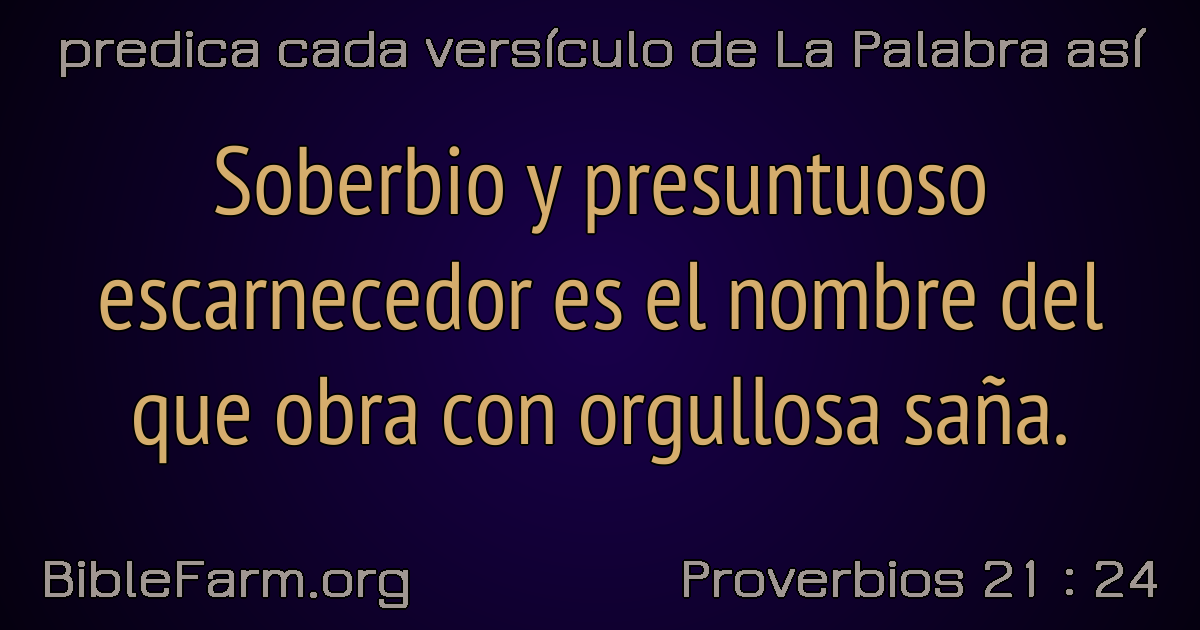 predica cada versículo de La Palabra así
Soberbio y presuntuoso
escarnecedor es el nombre del
que obra con orgullosa saña.
BibleFarm.org
Proverbios 21 : 24